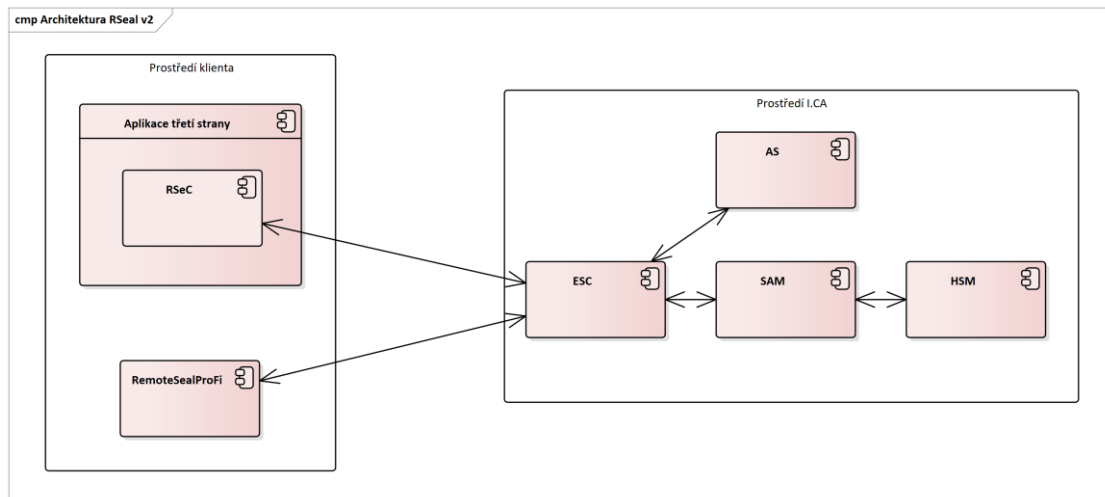 cmp Architektura RSeal v2
Prostředí klienta
Aplikace třetí strany
RSeC
RemoteSealProFi
Prostředí I.CA
AS
ESC
SAM
HSM